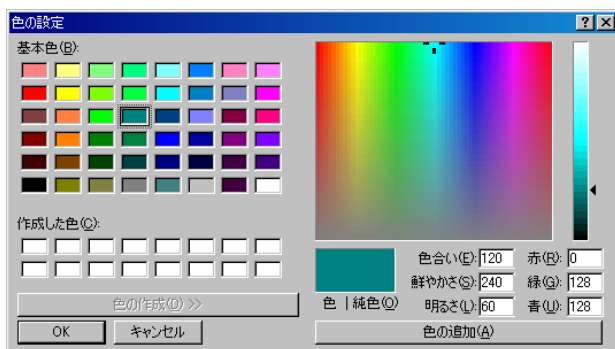 色の設定
基本色(B):
作成した色(C):
色の作成(D) >>
OK キャンセル
色 | 純色(O)
色合い(E): 120 赤(R): 0
鮮やかさ(S): 240 緑(G): 128
明るさ(L): 60 青(U): 128
色の追加(A)